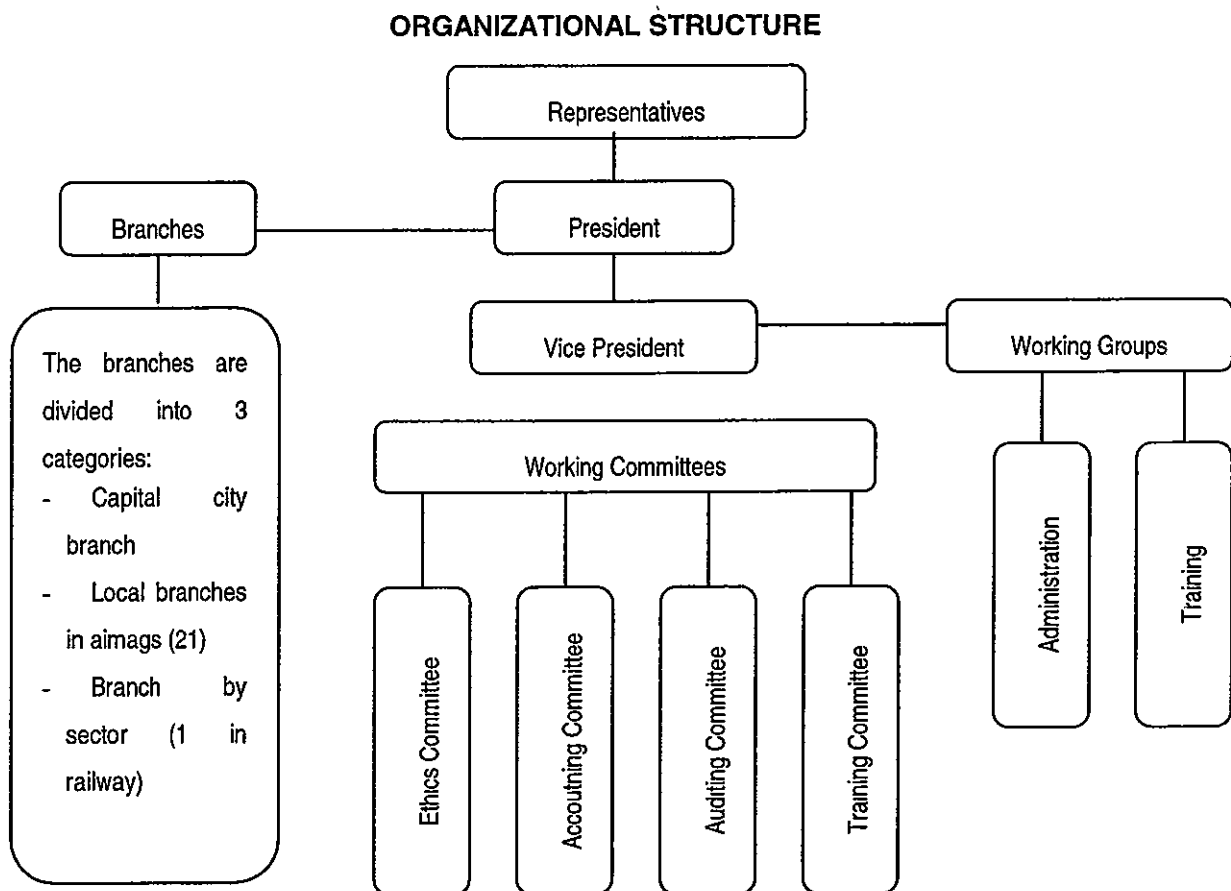 ORGANIZATIONAL STRUCTURE
Representatives
Branches
President
Vice President
Working Groups
The branches are
divided into 3
categories:
- Capital city
branch
- Local branches
in aimags (21)
- Branch by
sector (1 in
railway)
Working Committees
Administration
Training
Ethics Committee
Accoutning Committee
Auditing Committee
Training Committee